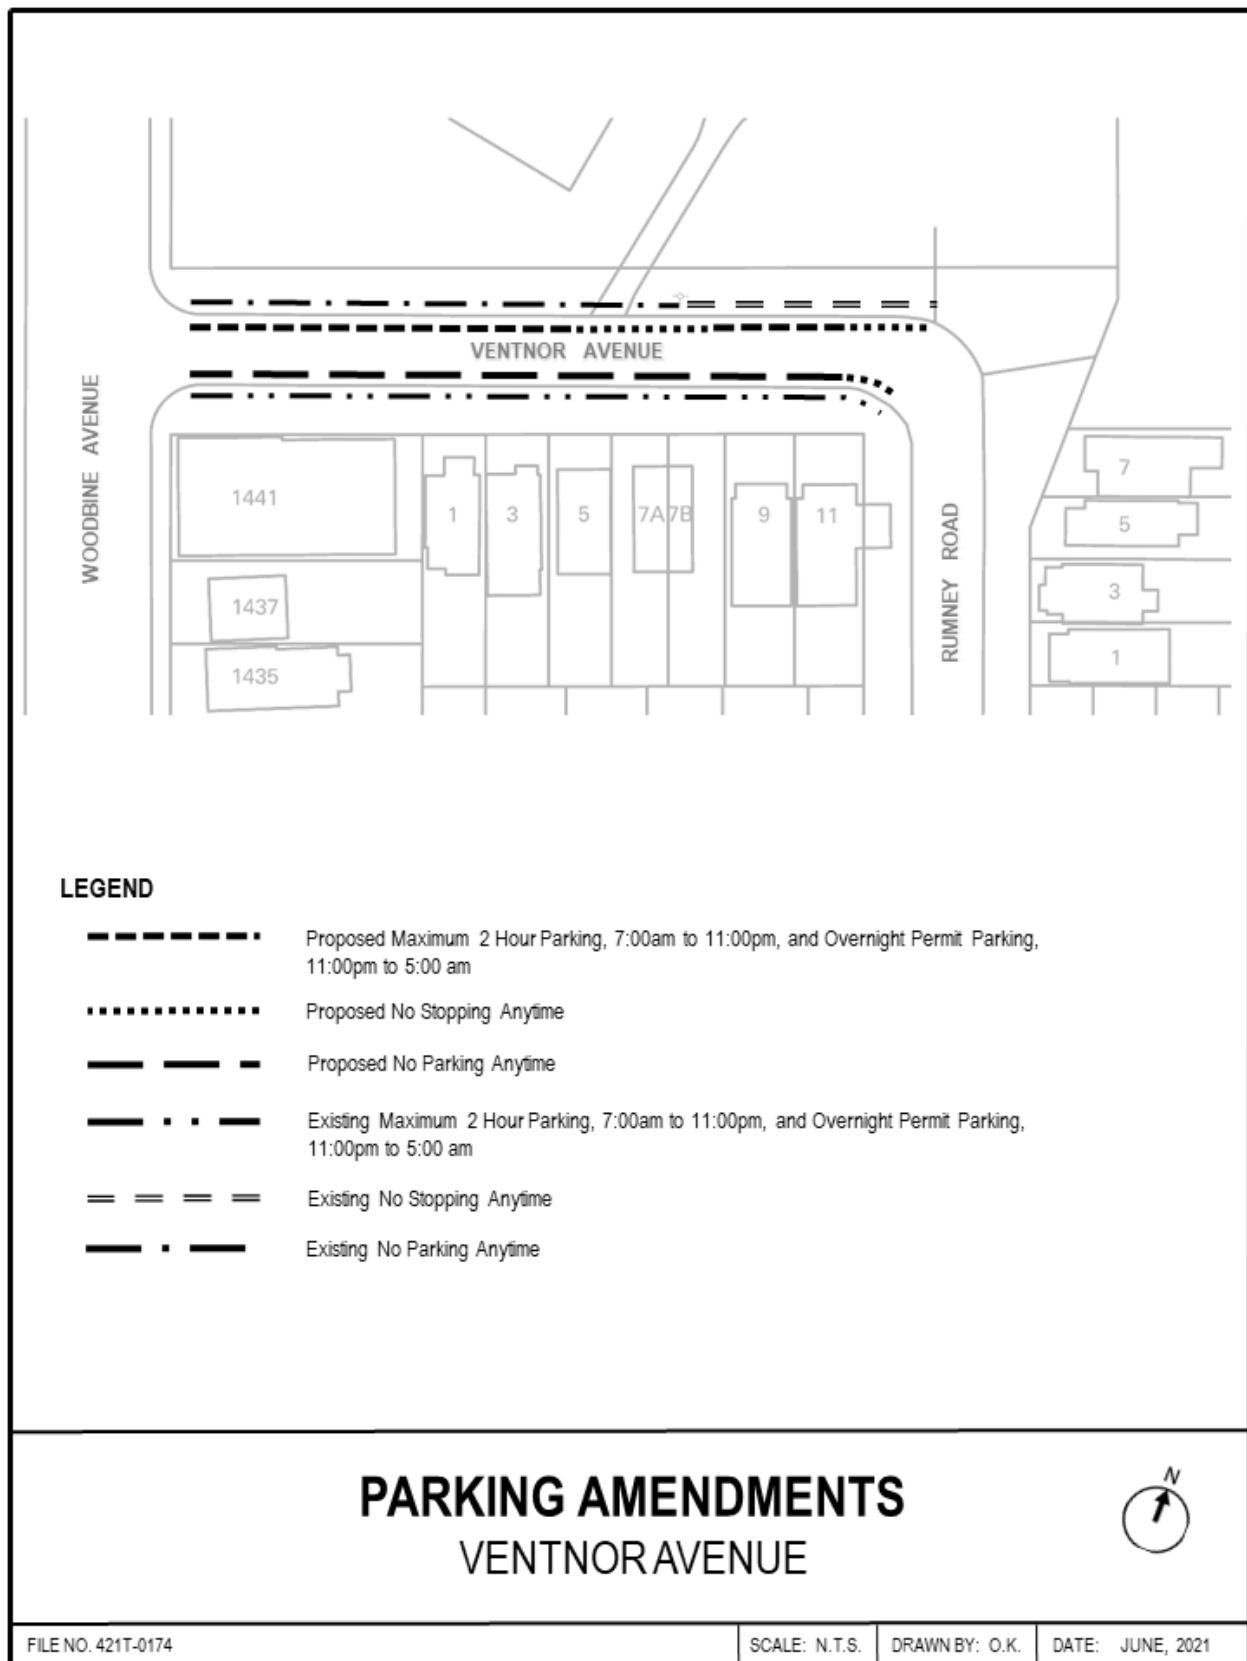 VENTNOR AVENUE
WOODBINE AVENUE
1441
1
3
5
7A
7B
9
11
1437
1435
RUMNEY ROAD
7
5
3
1
LEGEND
Proposed Maximum 2 Hour Parking, 7:00am to 11:00pm, and Overnight Permit Parking,
11:00pm to 5:00 am
Proposed No Stopping Anytime
Proposed No Parking Anytime
Existing Maximum 2 Hour Parking, 7:00am to 11:00pm, and Overnight Permit Parking,
11:00pm to 5:00 am
Existing No Stopping Anytime
Existing No Parking Anytime
PARKING AMENDMENTS
VENTNOR AVENUE
N
FILE NO. 421T-0174
SCALE: N.T.S.
DRAWN BY: O.K.
DATE: JUNE, 2021